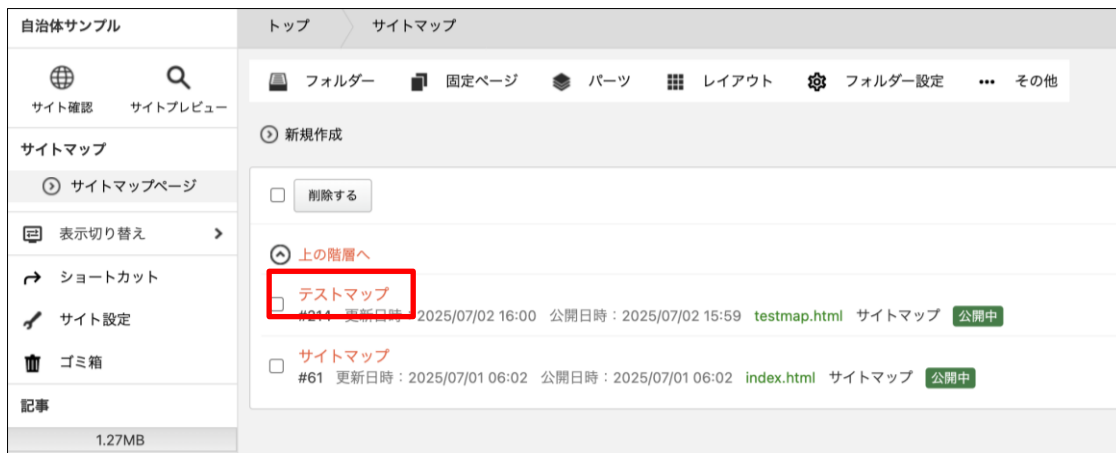 自治体サンプル
サイト確認 サイトプレビュー
サイトマップ
サイトマップページ
表示切り替え
ショートカット
サイト設定
ゴミ箱
記事
1.27MB
トップ サイトマップ
フォルダー 固定ページ パーツ レイアウト フォルダー設定 その他
新規作成
削除する
上の階層へ
テストマップ
#214 更新日時：2025/07/02 16:00 公開日時：2025/07/02 15:59 testmap.html サイトマップ 公開中
サイトマップ
#61 更新日時：2025/07/01 06:02 公開日時：2025/07/01 06:02 index.html サイトマップ 公開中